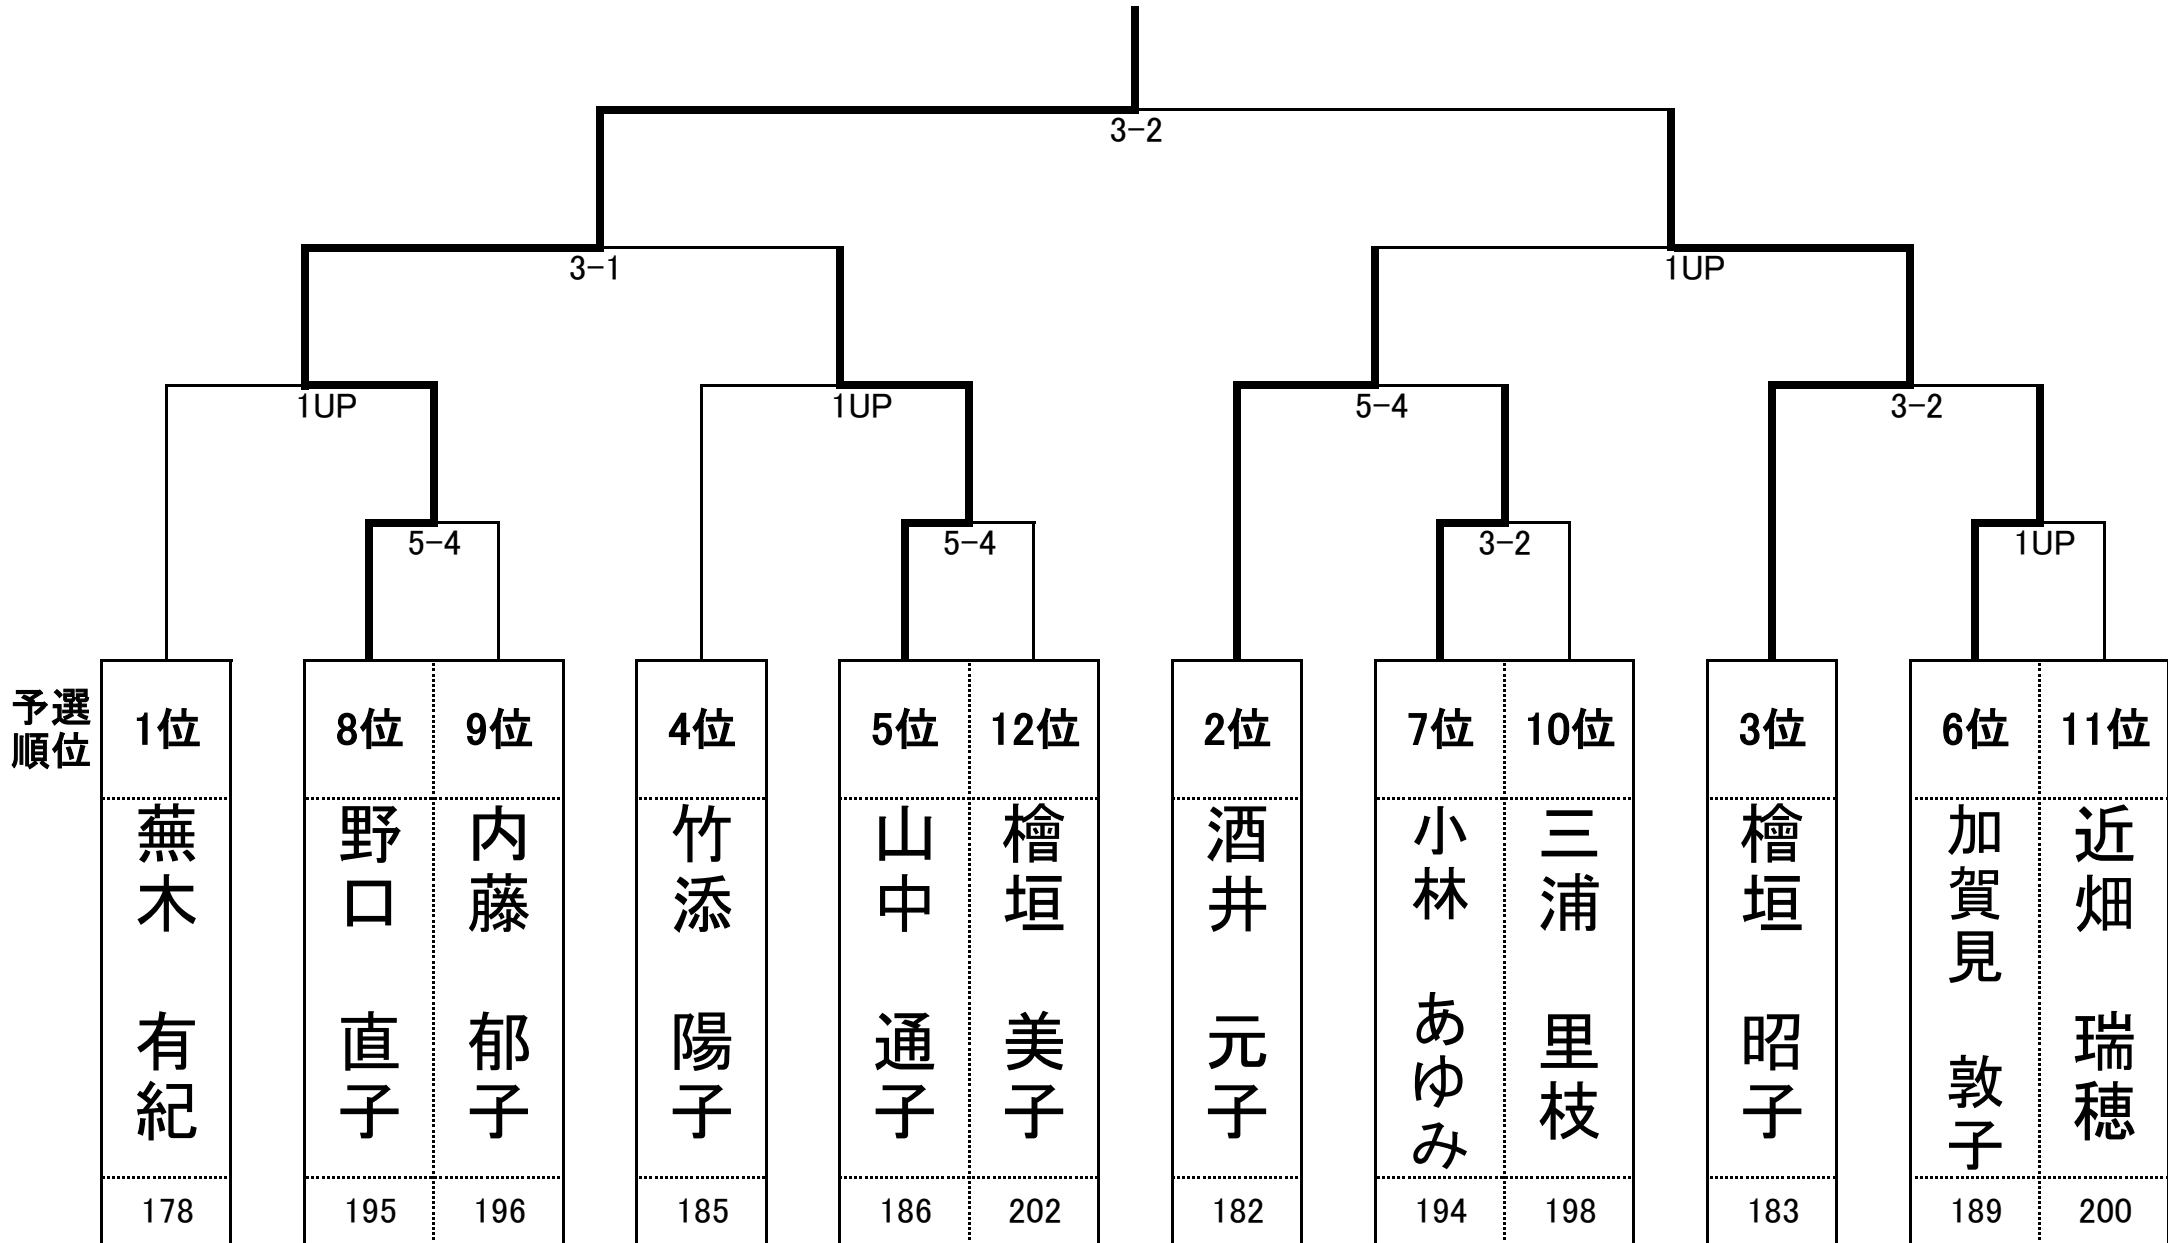 3-2
3-1
1UP
1UP
1UP
5-4
3-2
5-4
5-4
3-2
1UP
予選
順位
1位
8位
9位
4位
5位
12位
2位
7位
10位
3位
6位
11位
蕪木 有紀
野口 直子
内藤 郁子
竹添 陽子
山中 通子
檜垣 美子
酒井 元子
小林 あゆみ
三浦 里枝
檜垣 昭子
加賀見 敦子
近畑 瑞穂
178
195
196
185
186
202
182
194
198
183
189
200